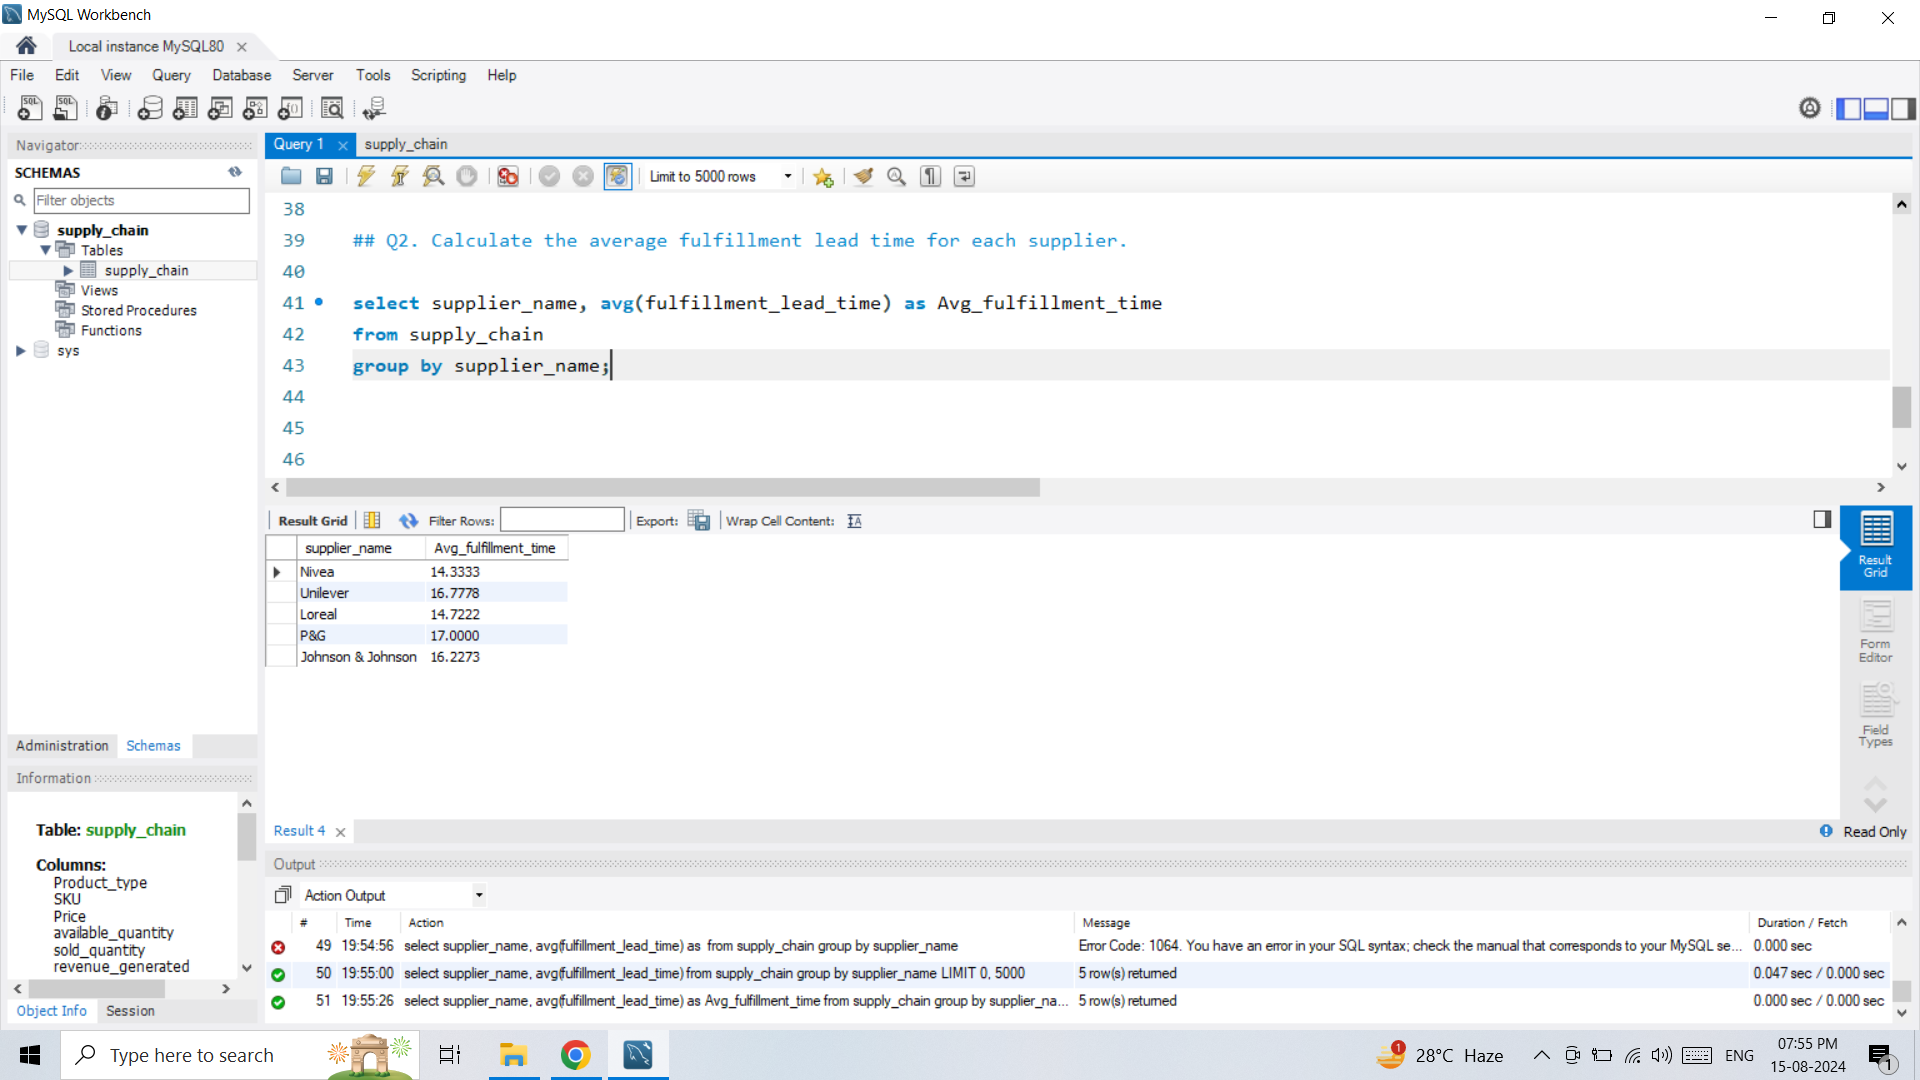 MySQL Workbench
Local instance MySQL80
File Edit View Query Database Server Tools Scripting Help
Navigator
SCHEMAS
Filter objects
supply_chain
Tables
supply_chain
Views
Stored Procedures
Functions
sys
Administration Schemas
Information
Table: supply_chain
Columns:
Product_type
SKU
Price
available_quantity
sold_quantity
revenue_generated
Object Info Session
Query 1 supply_chain
Limit to 5000 rows
38
39 ## Q2. Calculate the average fulfillment lead time for each supplier.
40
41 select supplier_name, avg(fulfillment_lead_time) as Avg_fulfillment_time
42 from supply_chain
43 group by supplier_name;
44
45
46
Result Grid Filter Rows: Export: Wrap Cell Content:
supplier_name Avg_fulfillment_time
Nivea 14.3333
Unilever 16.7778
Loreal 14.7222
P&G 17.0000
Johnson & Johnson 16.2273
Result
Grid
Form
Editor
Field
Types
Result 4
Read Only
Output
Action Output
# Time Action Message Duration / Fetch
49 19:54:56 select supplier_name, avg(fulfillment_lead_time) as from supply_chain group by supplier_name Error Code: 1064. You have an error in your SQL syntax; check the manual that corresponds to your MySQL se... 0.000 sec
50 19:55:00 select supplier_name, avg(fulfillment_lead_time) from supply_chain group by supplier_name LIMIT 0, 5000 5 row(s) returned 0.047 sec / 0.000 sec
51 19:55:26 select supplier_name, avg(fulfillment_lead_time) as Avg_fulfillment_time from supply_chain group by supplier_na... 5 row(s) returned 0.000 sec / 0.000 sec
Type here to search
1
28°C Haze
ENG
07:55 PM
15-08-2024
1